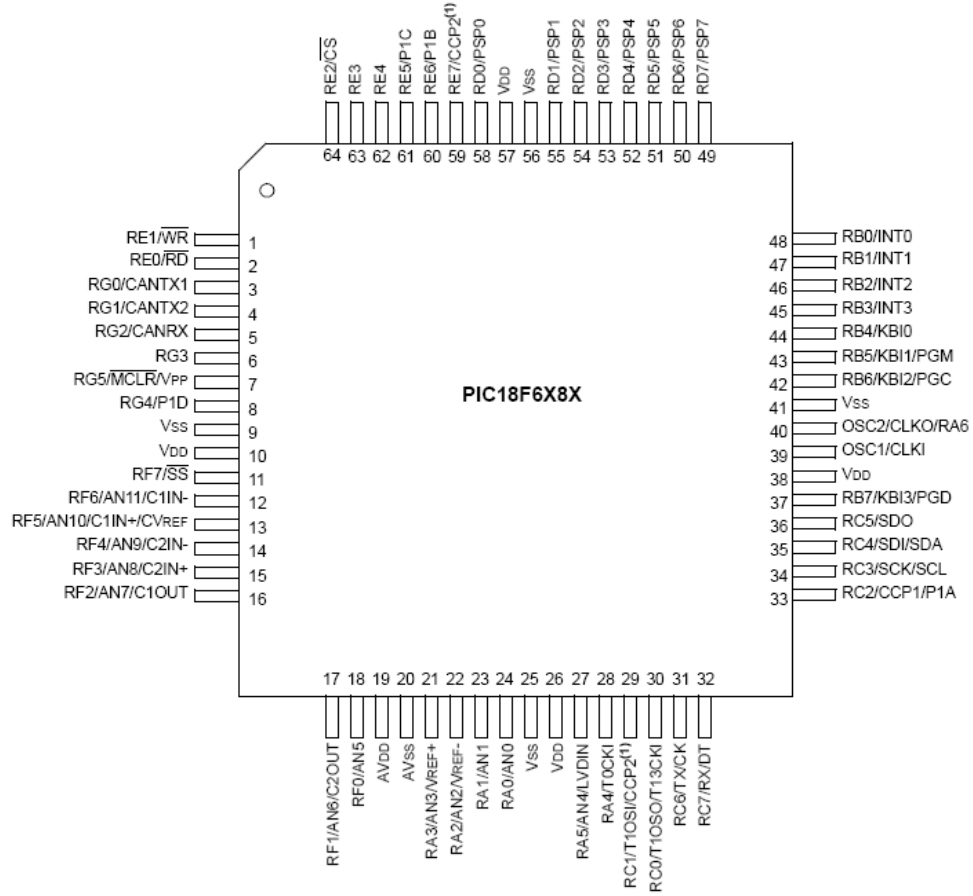 RE2/C̅S̅
RE3
RE4
RE5/P1C
RE6/P1B
RE7/CCP2(1)
RD0/PSP0
VDD
VSS
RD1/PSP1
RD2/PSP2
RD3/PSP3
RD4/PSP4
RD5/PSP5
RD6/PSP6
RD7/PSP7
64 63 62 61 60 59 58 57 56 55 54 53 52 51 50 49
RE1/W̅R̅ 1
RE0/R̅D̅ 2
RG0/CANTX1 3
RG1/CANTX2 4
RG2/CANRX 5
RG3 6
RG5/M̅C̅L̅R̅/VPP 7
RG4/P1D 8
VSS 9
VDD 10
RF7/S̅S̅ 11
RF6/AN11/C1IN- 12
RF5/AN10/C1IN+/CVREF 13
RF4/AN9/C2IN- 14
RF3/AN8/C2IN+ 15
RF2/AN7/C1OUT 16
PIC18F6X8X
48 RB0/INT0
47 RB1/INT1
46 RB2/INT2
45 RB3/INT3
44 RB4/KBI0
43 RB5/KBI1/PGM
42 RB6/KBI2/PGC
41 VSS
40 OSC2/CLKO/RA6
39 OSC1/CLKI
38 VDD
37 RB7/KBI3/PGD
36 RC5/SDO
35 RC4/SDI/SDA
34 RC3/SCK/SCL
33 RC2/CCP1/P1A
17 18 19 20 21 22 23 24 25 26 27 28 29 30 31 32
RF1/AN6/C2OUT
RF0/AN5
AVDD
AVSS
RA3/AN3/VREF+
RA2/AN2/VREF-
RA1/AN1
RA0/AN0
VSS
VDD
RA5/AN4/LVDIN
RA4/T0CKI
RC1/T1OSI/CCP2(1)
RC0/T1OSO/T13CKI
RC6/TX/CK
RC7/RX/DT